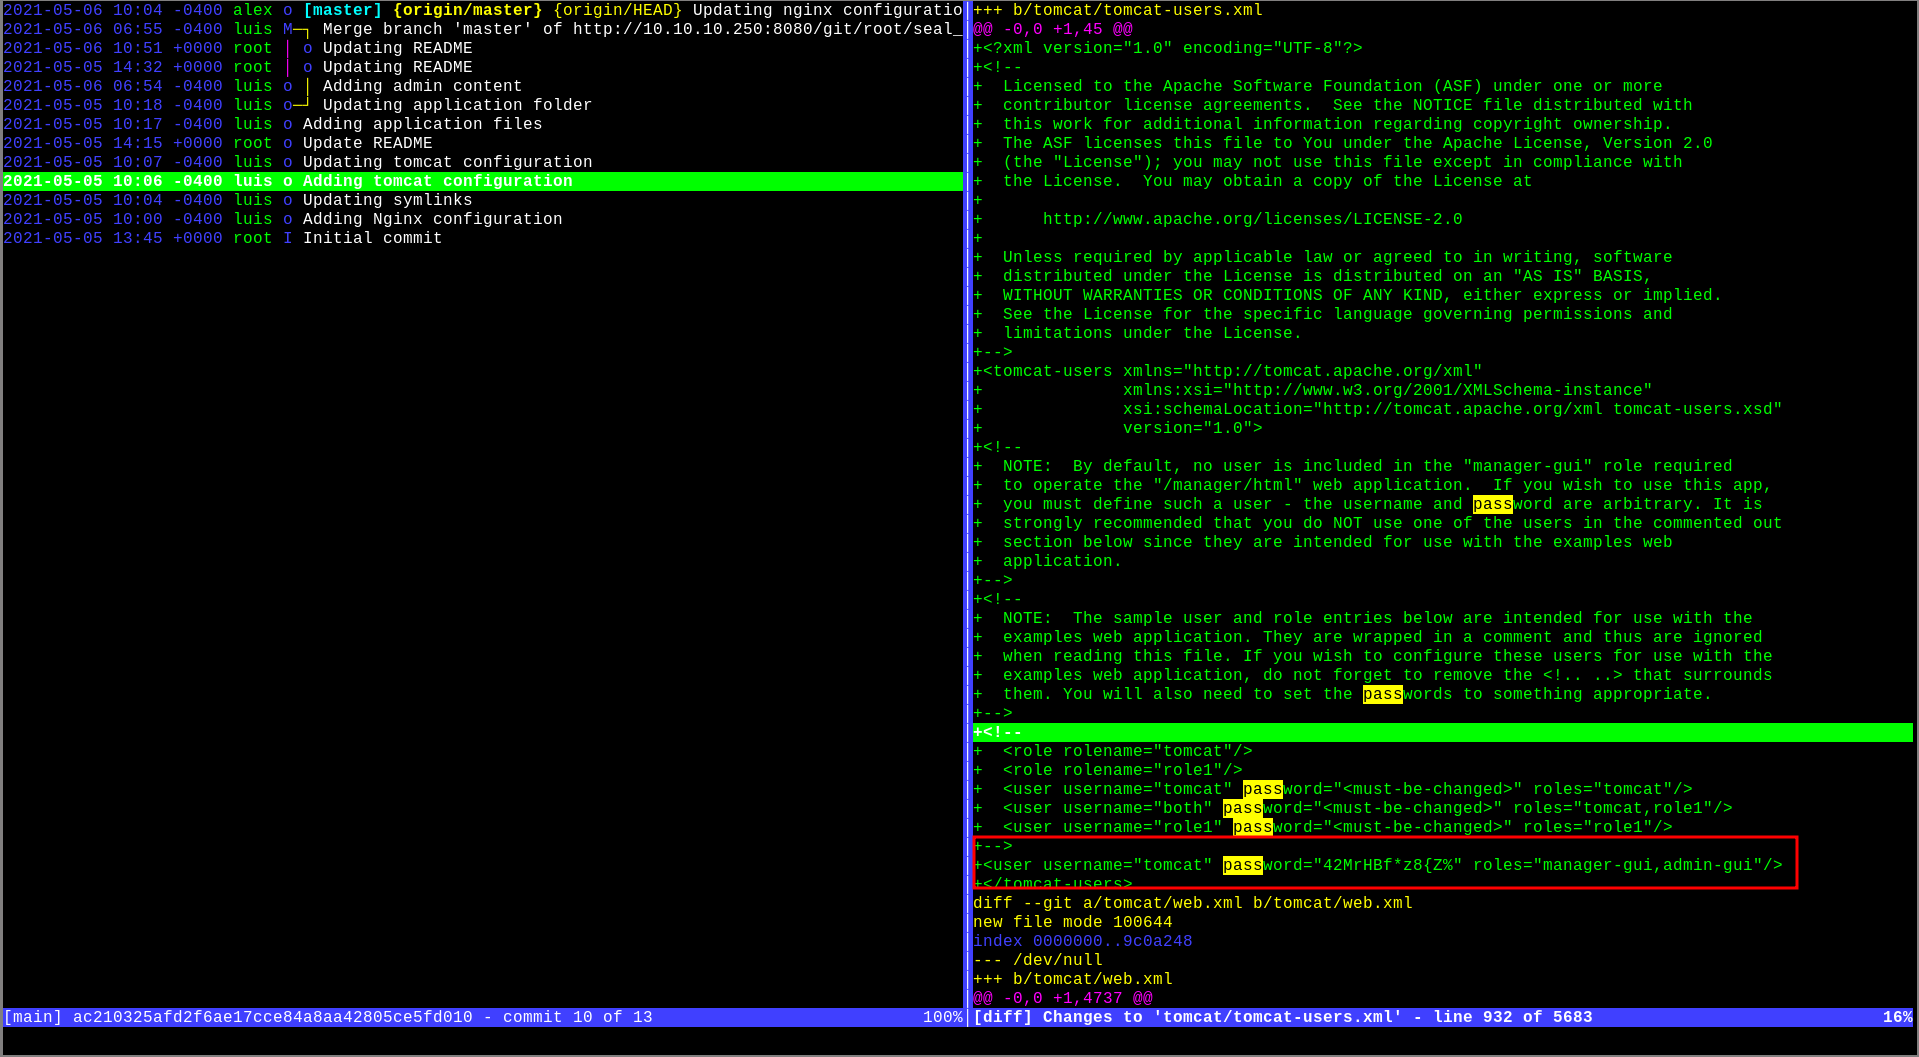 2021-05-06 10:04 -0400 alex o [master] {origin/master} {origin/HEAD} Updating nginx configuratio
2021-05-06 06:55 -0400 luis M─┐ Merge branch 'master' of http://10.10.10.250:8080/git/root/seal_
2021-05-06 10:51 +0000 root │ o Updating README
2021-05-05 14:32 +0000 root │ o Updating README
2021-05-06 06:54 -0400 luis o │ Adding admin content
2021-05-05 10:18 -0400 luis o─┘ Updating application folder
2021-05-05 10:17 -0400 luis o Adding application files
2021-05-05 14:15 +0000 root o Update README
2021-05-05 10:07 -0400 luis o Updating tomcat configuration
2021-05-05 10:06 -0400 luis o Adding tomcat configuration
2021-05-05 10:04 -0400 luis o Updating symlinks
2021-05-05 10:00 -0400 luis o Adding Nginx configuration
2021-05-05 13:45 +0000 root I Initial commit
[main] ac210325afd2f6ae17cce84a8aa42805ce5fd010 - commit 10 of 13 100%
+++ b/tomcat/tomcat-users.xml
@@ -0,0 +1,45 @@
+<?xml version="1.0" encoding="UTF-8"?>
+<!--
+  Licensed to the Apache Software Foundation (ASF) under one or more
+  contributor license agreements.  See the NOTICE file distributed with
+  this work for additional information regarding copyright ownership.
+  The ASF licenses this file to You under the Apache License, Version 2.0
+  (the "License"); you may not use this file except in compliance with
+  the License.  You may obtain a copy of the License at
+
+      http://www.apache.org/licenses/LICENSE-2.0
+
+  Unless required by applicable law or agreed to in writing, software
+  distributed under the License is distributed on an "AS IS" BASIS,
+  WITHOUT WARRANTIES OR CONDITIONS OF ANY KIND, either express or implied.
+  See the License for the specific language governing permissions and
+  limitations under the License.
+-->
+<tomcat-users xmlns="http://tomcat.apache.org/xml"
+              xmlns:xsi="http://www.w3.org/2001/XMLSchema-instance"
+              xsi:schemaLocation="http://tomcat.apache.org/xml tomcat-users.xsd"
+              version="1.0">
+<!--
+  NOTE:  By default, no user is included in the "manager-gui" role required
+  to operate the "/manager/html" web application.  If you wish to use this app,
+  you must define such a user - the username and password are arbitrary. It is
+  strongly recommended that you do NOT use one of the users in the commented out
+  section below since they are intended for use with the examples web
+  application.
+-->
+<!--
+  NOTE:  The sample user and role entries below are intended for use with the
+  examples web application. They are wrapped in a comment and thus are ignored
+  when reading this file. If you wish to configure these users for use with the
+  examples web application, do not forget to remove the <!.. ..> that surrounds
+  them. You will also need to set the passwords to something appropriate.
+-->
+<!--
+  <role rolename="tomcat"/>
+  <role rolename="role1"/>
+  <user username="tomcat" password="<must-be-changed>" roles="tomcat"/>
+  <user username="both" password="<must-be-changed>" roles="tomcat,role1"/>
+  <user username="role1" password="<must-be-changed>" roles="role1"/>
+-->
+<user username="tomcat" password="42MrHBf*z8{Z%" roles="manager-gui,admin-gui"/>
+</tomcat-users>
diff --git a/tomcat/web.xml b/tomcat/web.xml
new file mode 100644
index 0000000..9c0a248
--- /dev/null
+++ b/tomcat/web.xml
@@ -0,0 +1,4737 @@
[diff] Changes to 'tomcat/tomcat-users.xml' - line 932 of 5683 16%